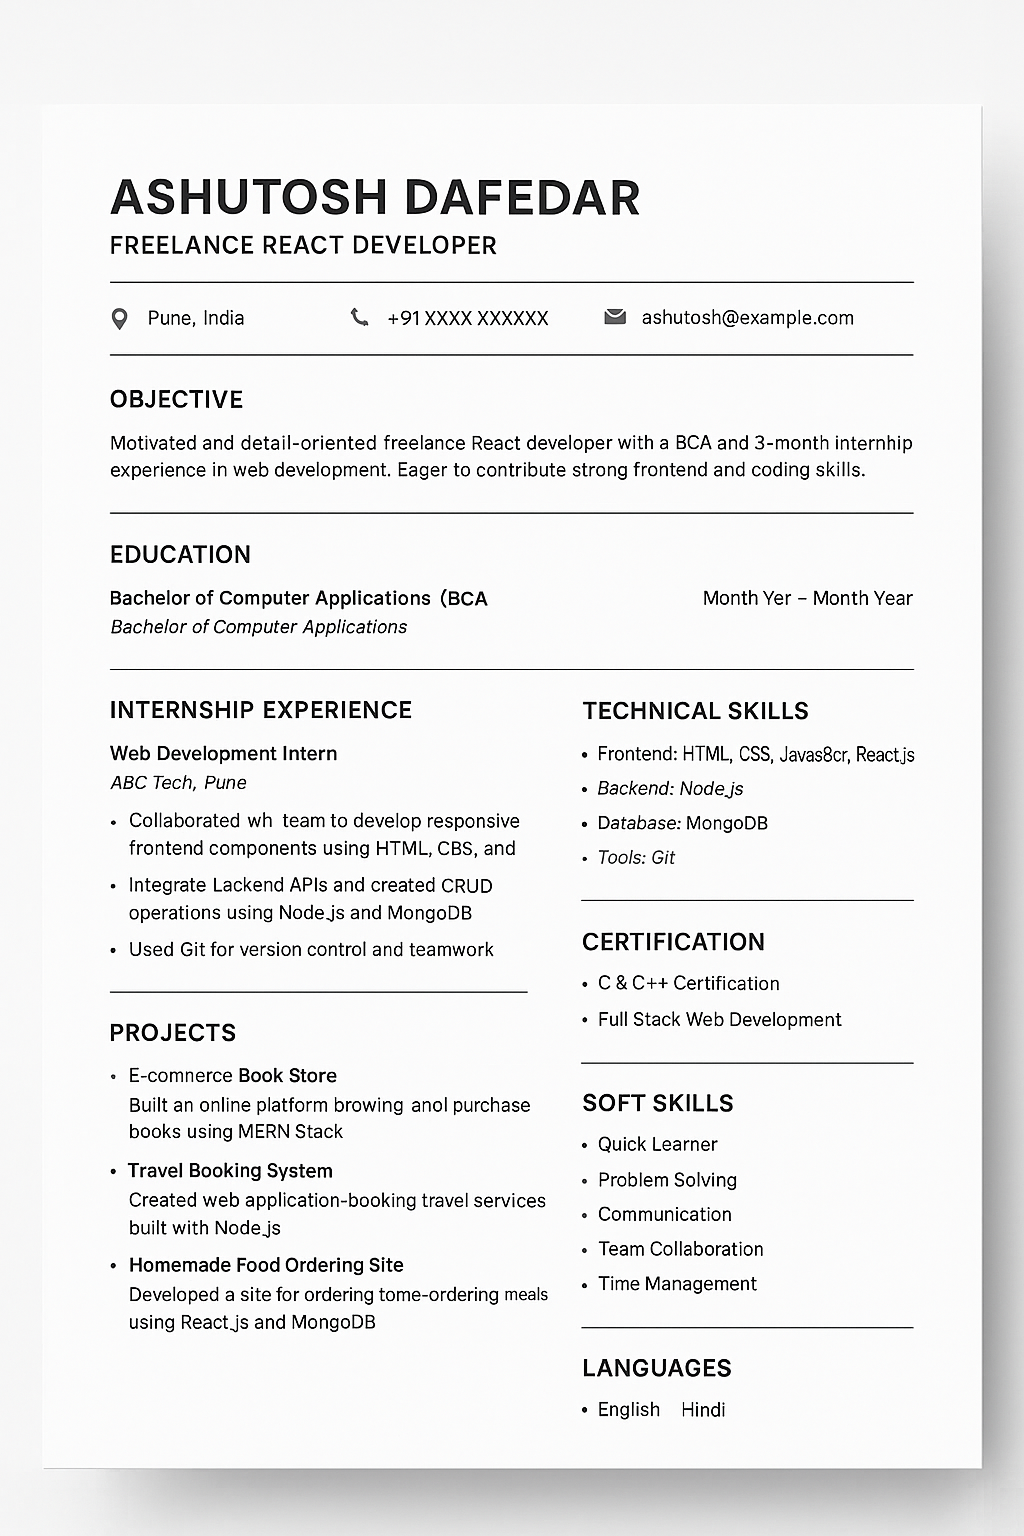 ASHUTOSH DAFEDAR
FREELANCE REACT DEVELOPER
Pune, India
+91 XXXX XXXXXX
ashutosh@example.com
OBJECTIVE
Motivated and detail-oriented freelance React developer with a BCA and 3-month internship
experience in web development. Eager to contribute strong frontend and coding skills.
EDUCATION
Bachelor of Computer Applications (BCA
Month Yer – Month Year
Bachelor of Computer Applications
INTERNSHIP EXPERIENCE
Web Development Intern
ABC Tech, Pune
• Collaborated wh team to develop responsive
frontend components using HTML, CBS, and
• Integrate Lackend APIs and created CRUD
operations using Node.js and MongoDB
• Used Git for version control and teamwork
PROJECTS
• E-comnerce Book Store
Built an online platform browing anol purchase
books using MERN Stack
• Travel Booking System
Created web application-booking travel services
built with Node.js
• Homemade Food Ordering Site
Developed a site for ordering tome-ordering meals
using React.js and MongoDB
TECHNICAL SKILLS
• Frontend: HTML, CSS, Javas8cr, React.js
• Backend: Node.js
• Database: MongoDB
• Tools: Git
CERTIFICATION
• C & C++ Certification
• Full Stack Web Development
SOFT SKILLS
• Quick Learner
• Problem Solving
• Communication
• Team Collaboration
• Time Management
LANGUAGES
• English Hindi